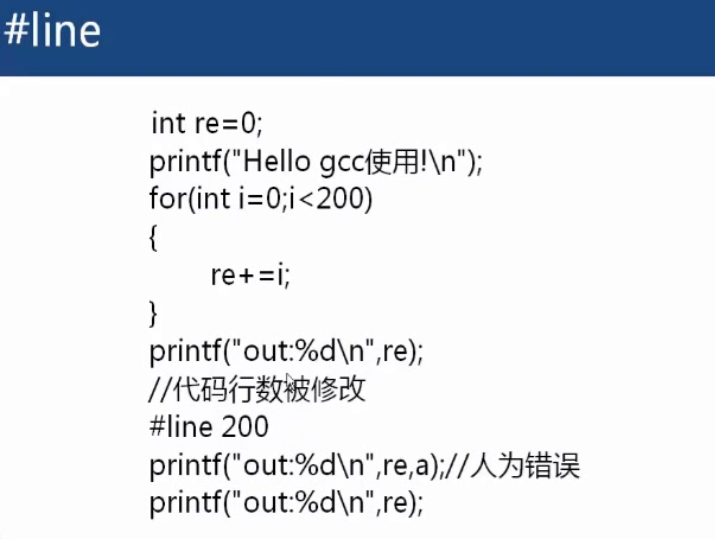 #line
int re=0;
printf("Hello gcc使用!\n");
for(int i=0;i<200)
{
re+=i;
}
printf("out:%d\n",re);
//代码行数被修改
#line 200
printf("out:%d\n",re,a);//人为错误
printf("out:%d\n",re);